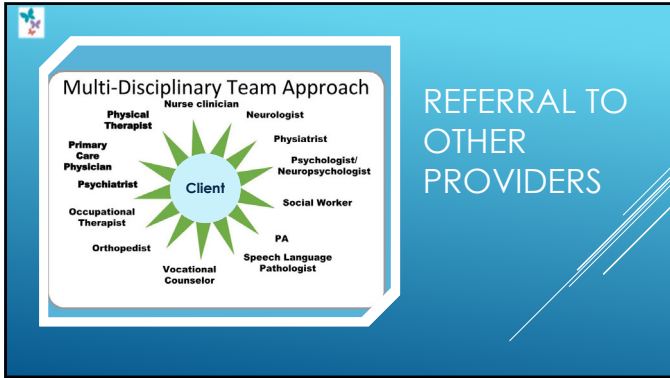 Multi-Disciplinary Team Approach
Nurse clinician
Physical
Therapist
Neurologist
Primary
Care
Physician
Physiatrist
Psychologist/
Neuropsychologist
Psychiatrist
Client
Social Worker
Occupational
Therapist
PA
Orthopedist
Speech Language
Pathologist
Vocational
Counselor
REFERRAL TO
OTHER
PROVIDERS